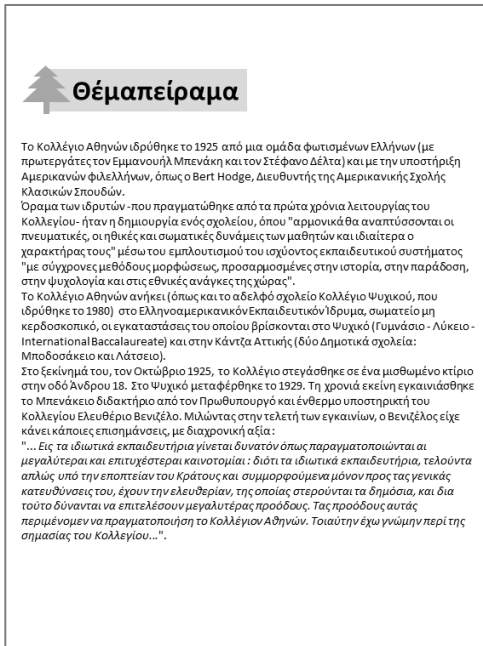 Θέμαπείραμα
Το Κολλέγιο Αθηνών ιδρύθηκε το 1925 από μια ομάδα φωτισμένων Ελλήνων (με
πρωτεργάτες τον Εμμανουήλ Μπενάκη και τον Στέφανο Δέλτα) και με την υποστήριξη
Αμερικανών φιλελλήνων, όπως ο Bert Hodge, Διευθυντής της Αμερικανικής Σχολής
Κλασικών Σπουδών.
Όραμα των ιδρυτών -που πραγματώθηκε από τα πρώτα χρόνια λειτουργίας του
Κολλεγίου- ήταν η δημιουργία ενός σχολείου, όπου "αρμονικά θα αναπτύσσονται οι
πνευματικές, οι ηθικές και σωματικές δυνάμεις των μαθητών και ιδιαίτερα ο
χαρακτήρας τους" μέσω του εμπλουτισμού του ισχύοντος εκπαιδευτικού συστήματος
"με σύγχρονες μεθόδους μορφώσεως, προσαρμοσμένες στην ιστορία, στην παράδοση,
στην ψυχολογία και στις εθνικές ανάγκες της χώρας".
Το Κολλέγιο Αθηνών ανήκει (όπως και το αδελφό σχολείο Κολλέγιο Ψυχικού, που
ιδρύθηκε το 1980) στο Ελληνοαμερικανικόν Εκπαιδευτικόν Ίδρυμα, σωματείο μη
κερδοσκοπικό, οι εγκαταστάσεις του οποίου βρίσκονται στο Ψυχικό (Γυμνάσιο - Λύκειο -
International Baccalaureate) και στην Κάντζα Αττικής (δύο Δημοτικά σχολεία:
Μποδοσάκειο και Λάτσειο).
Στο ξεκίνημά του, τον Οκτώβριο 1925, το Κολλέγιο στεγάσθηκε σε ένα μισθωμένο κτίριο
στην οδό Άνδρου 18. Στο Ψυχικό μεταφέρθηκε το 1929. Τη χρονιά εκείνη εγκαινιάσθηκε
το Μπενάκειο διδακτήριο από τον Πρωθυπουργό και ένθερμο υποστηρικτή του
Κολλεγίου Ελευθέριο Βενιζέλο. Μιλώντας στην τελετή των εγκαινίων, ο Βενιζέλος είχε
κάνει κάποιες επισημάνσεις, με διαχρονική αξία:
"... Εις τα ιδιωτικά εκπαιδευτήρια γίνεται δυνατόν όπως παραγματοποιώνται αι
μεγαλύτεραι και επιτυχέστεραι καινοτομίαι : διότι τα ιδιωτικά εκπαιδευτήρια, τελούντα
απλώς υπό την εποπτείαν του Κράτους και συμμορφούμενα μόνον προς τας γενικάς
κατευθύνσεις του, έχουν την ελευθερίαν, της οποίας στερούνται τα δημόσια, και δια
τούτο δύνανται να επιτελέσουν μεγαλυτέρας προόδους. Τας προόδους αυτάς
περιμένομεν να πραγματοποιήση το Κολλέγιον Αθηνών. Τοιαύτην έχω γνώμην περί της
σημασίας του Κολλεγίου...".